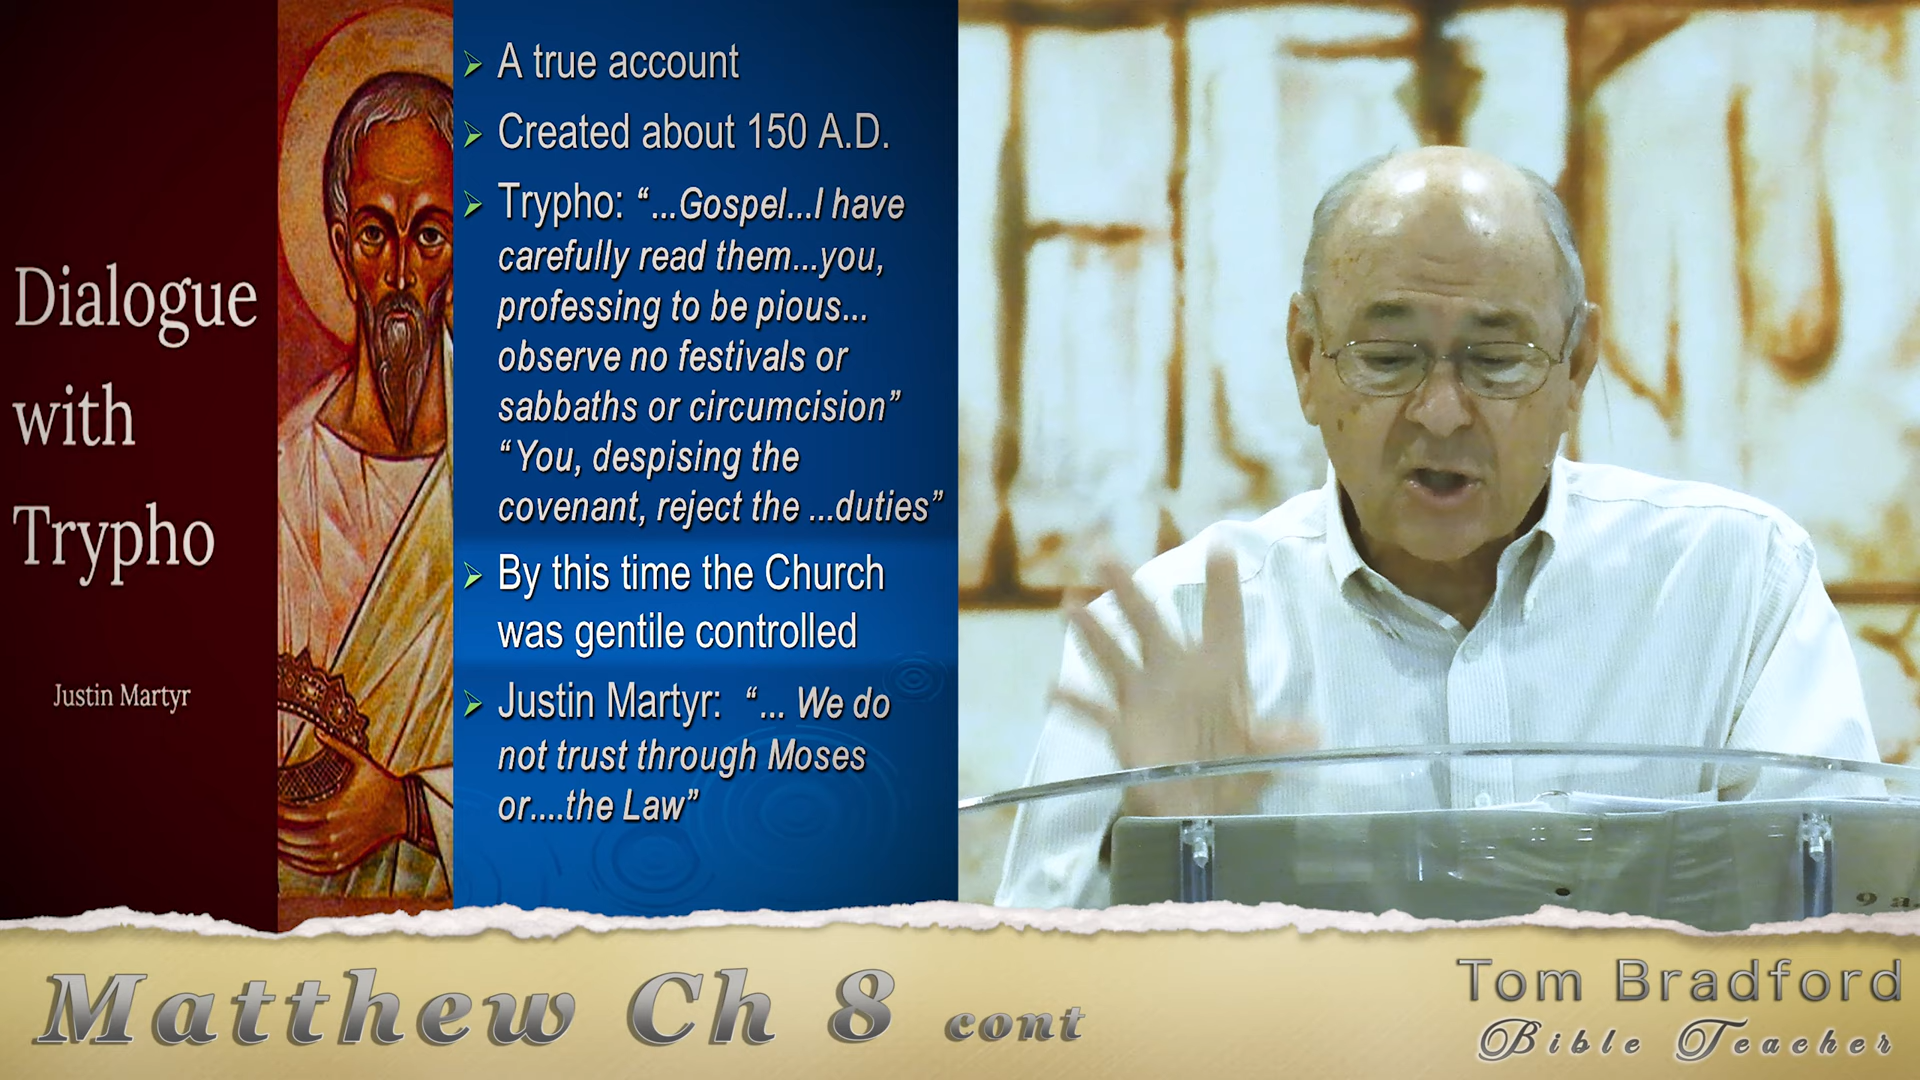 Dialogue
with
Trypho
Justin Martyr
A true account
Created about 150 A.D.
Trypho: “...Gospel...I have
carefully read them...you,
professing to be pious...
observe no festivals or
sabbaths or circumcision”
“You, despising the
covenant, reject the ...duties”
By this time the Church
was gentile controlled
Justin Martyr: “... We do
not trust through Moses
or....the Law”
Matthew Ch 8 cont
Tom Bradford
Bible Teacher